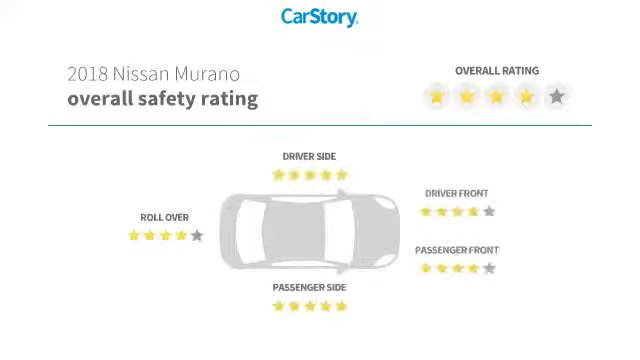 CarStory
2018 Nissan Murano
overall safety rating
OVERALL RATING
DRIVER SIDE
DRIVER FRONT
ROLL OVER
PASSENGER FRONT
PASSENGER SIDE